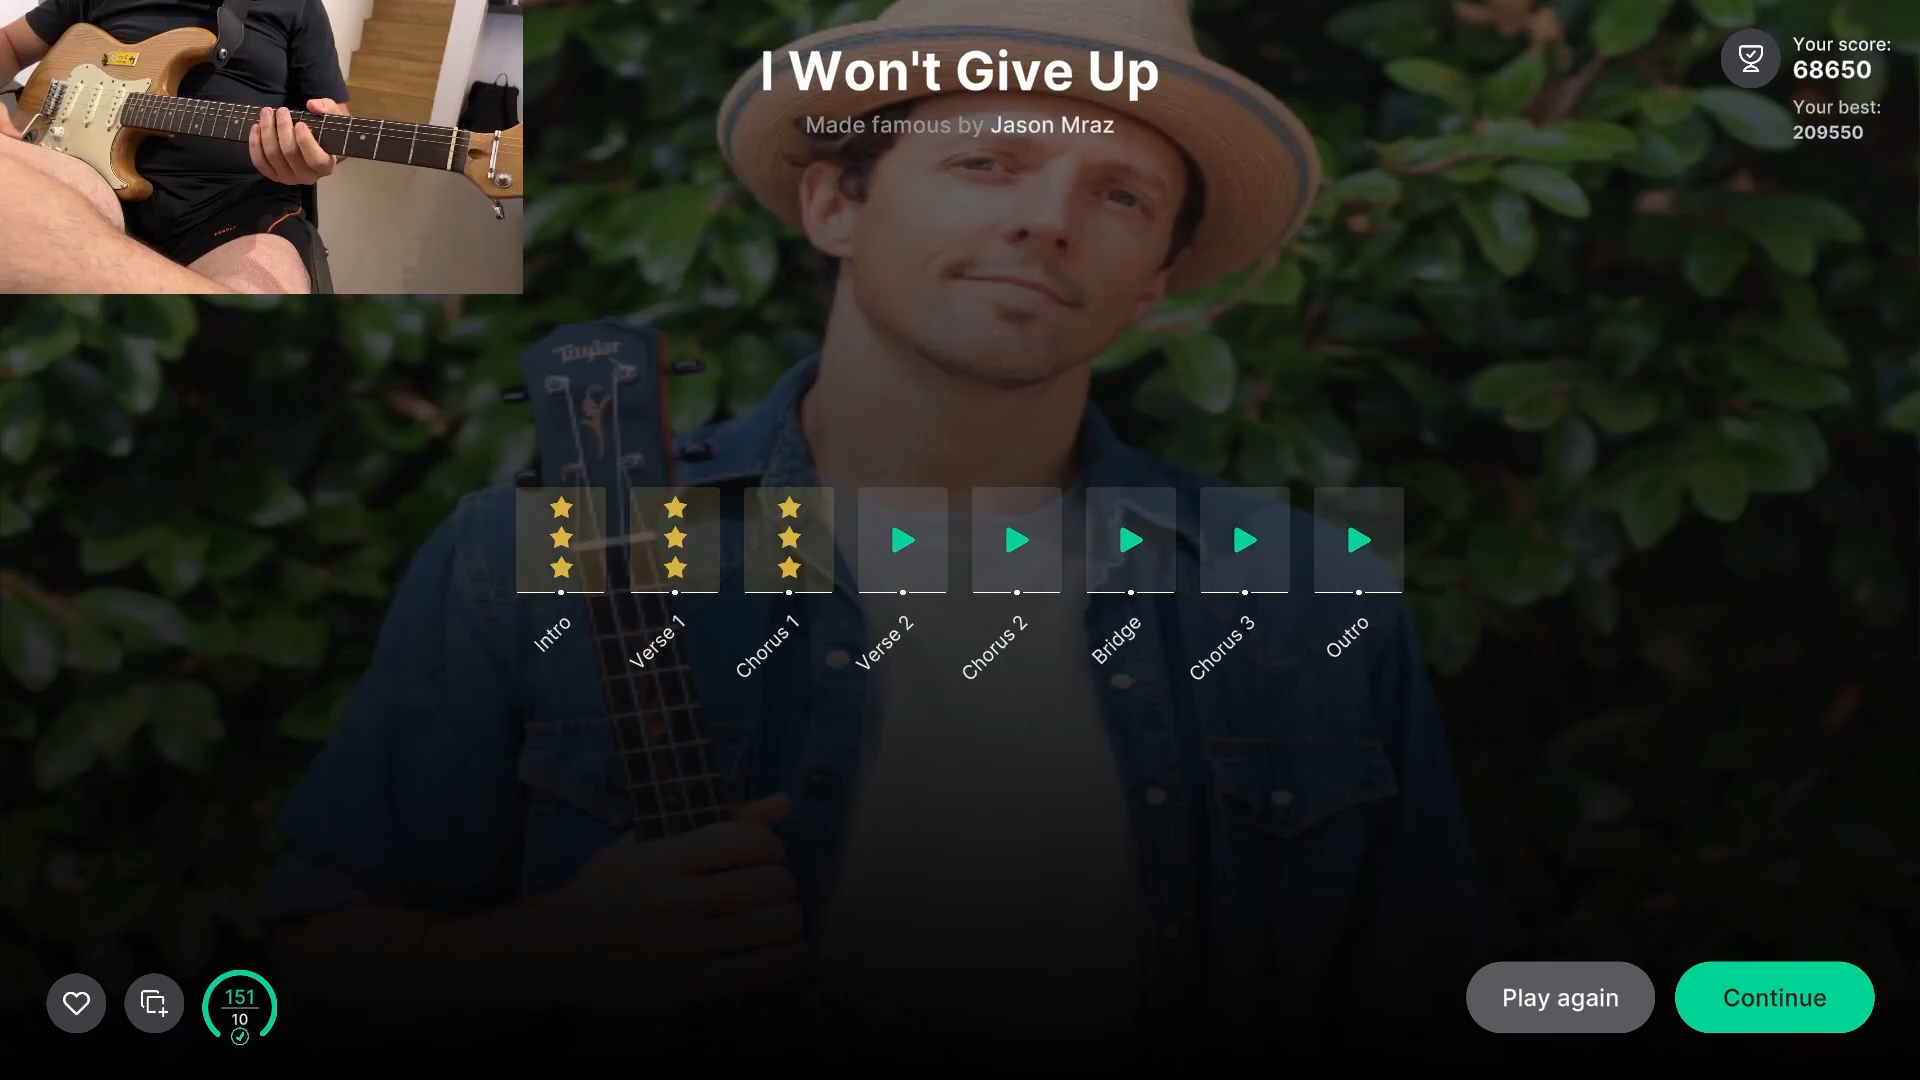 I Won't Give Up
Made famous by Jason Mraz
Your score:
68650
Your best:
209550
Taylor
Intro
Verse 1
Chorus 1
Verse 2
Chorus 2
Bridge
Chorus 3
Outro
151
10
Play again
Continue